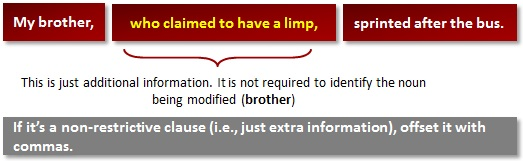 My brother, who claimed to have a limp, sprinted after the bus.
This is just additional information. It is not required to identify the noun
being modified (brother)
If it’s a non-restrictive clause (i.e., just extra information), offset it with
commas.